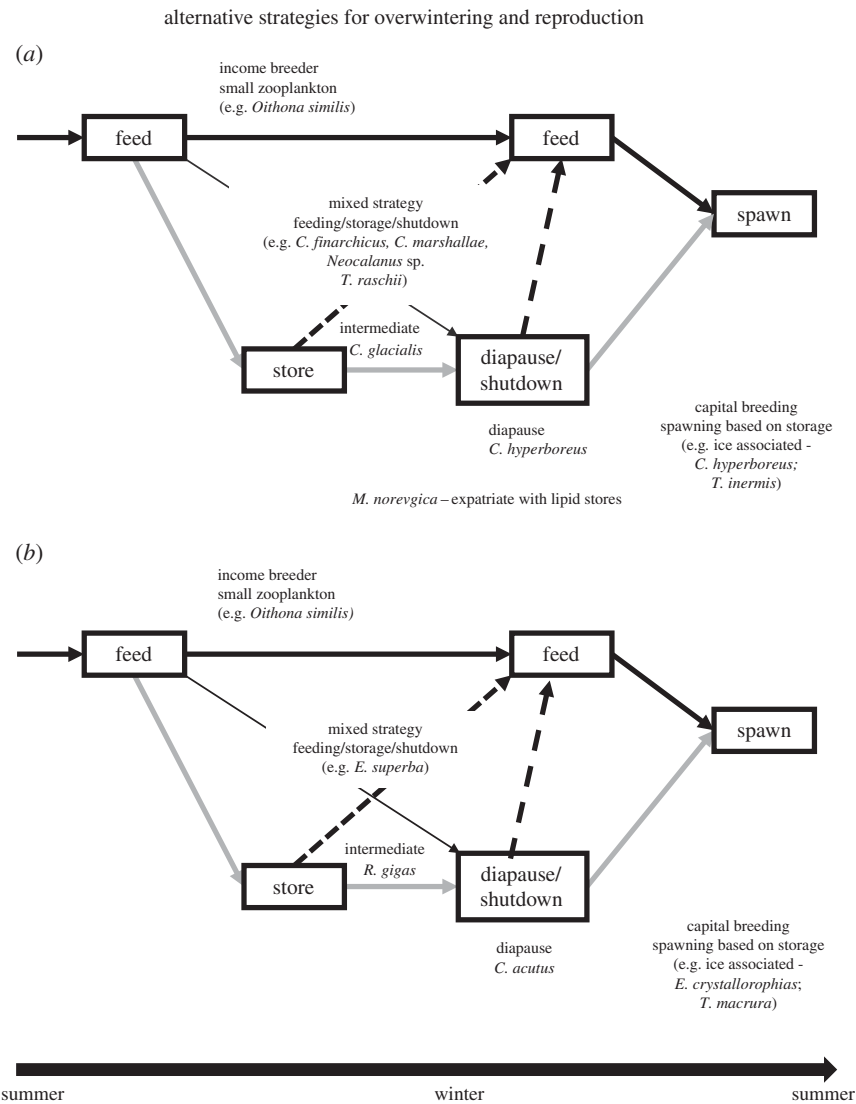 alternative strategies for overwintering and reproduction
(a)
income breeder
small zooplankton
(e.g. Oithona similis)
feed
feed
mixed strategy
feeding/storage/shutdown
(e.g. C. finarchicus, C. marshallae,
Neocalanus sp.
T. raschii)
spawn
intermediate
C. glacialis
store
diapause/
shutdown
diapause
C. hyperboreus
capital breeding
spawning based on storage
(e.g. ice associated -
C. hyperboreus;
T. inermis)
M. norevgica – expatriate with lipid stores
(b)
income breeder
small zooplankton
(e.g. Oithona similis)
feed
feed
mixed strategy
feeding/storage/shutdown
(e.g. E. superba)
spawn
intermediate
R. gigas
store
diapause/
shutdown
diapause
C. acutus
capital breeding
spawning based on storage
(e.g. ice associated -
E. crystallorophias;
T. macrura)
summer
winter
summer